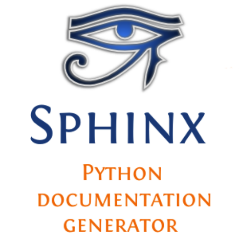 SPHINX
PYTHON
DOCUMENTATION
GENERATOR